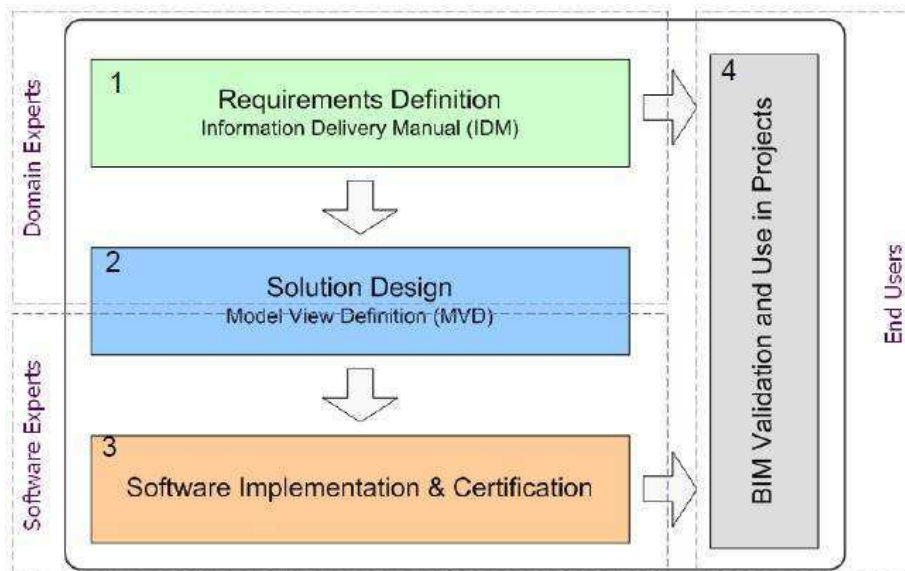 Domain Experts
1
Requirements Definition
Information Delivery Manual (IDM)
2
Solution Design
Model View Definition (MVD)
Software Experts
3
Software Implementation & Certification
4
BIM Validation and Use in Projects
End Users